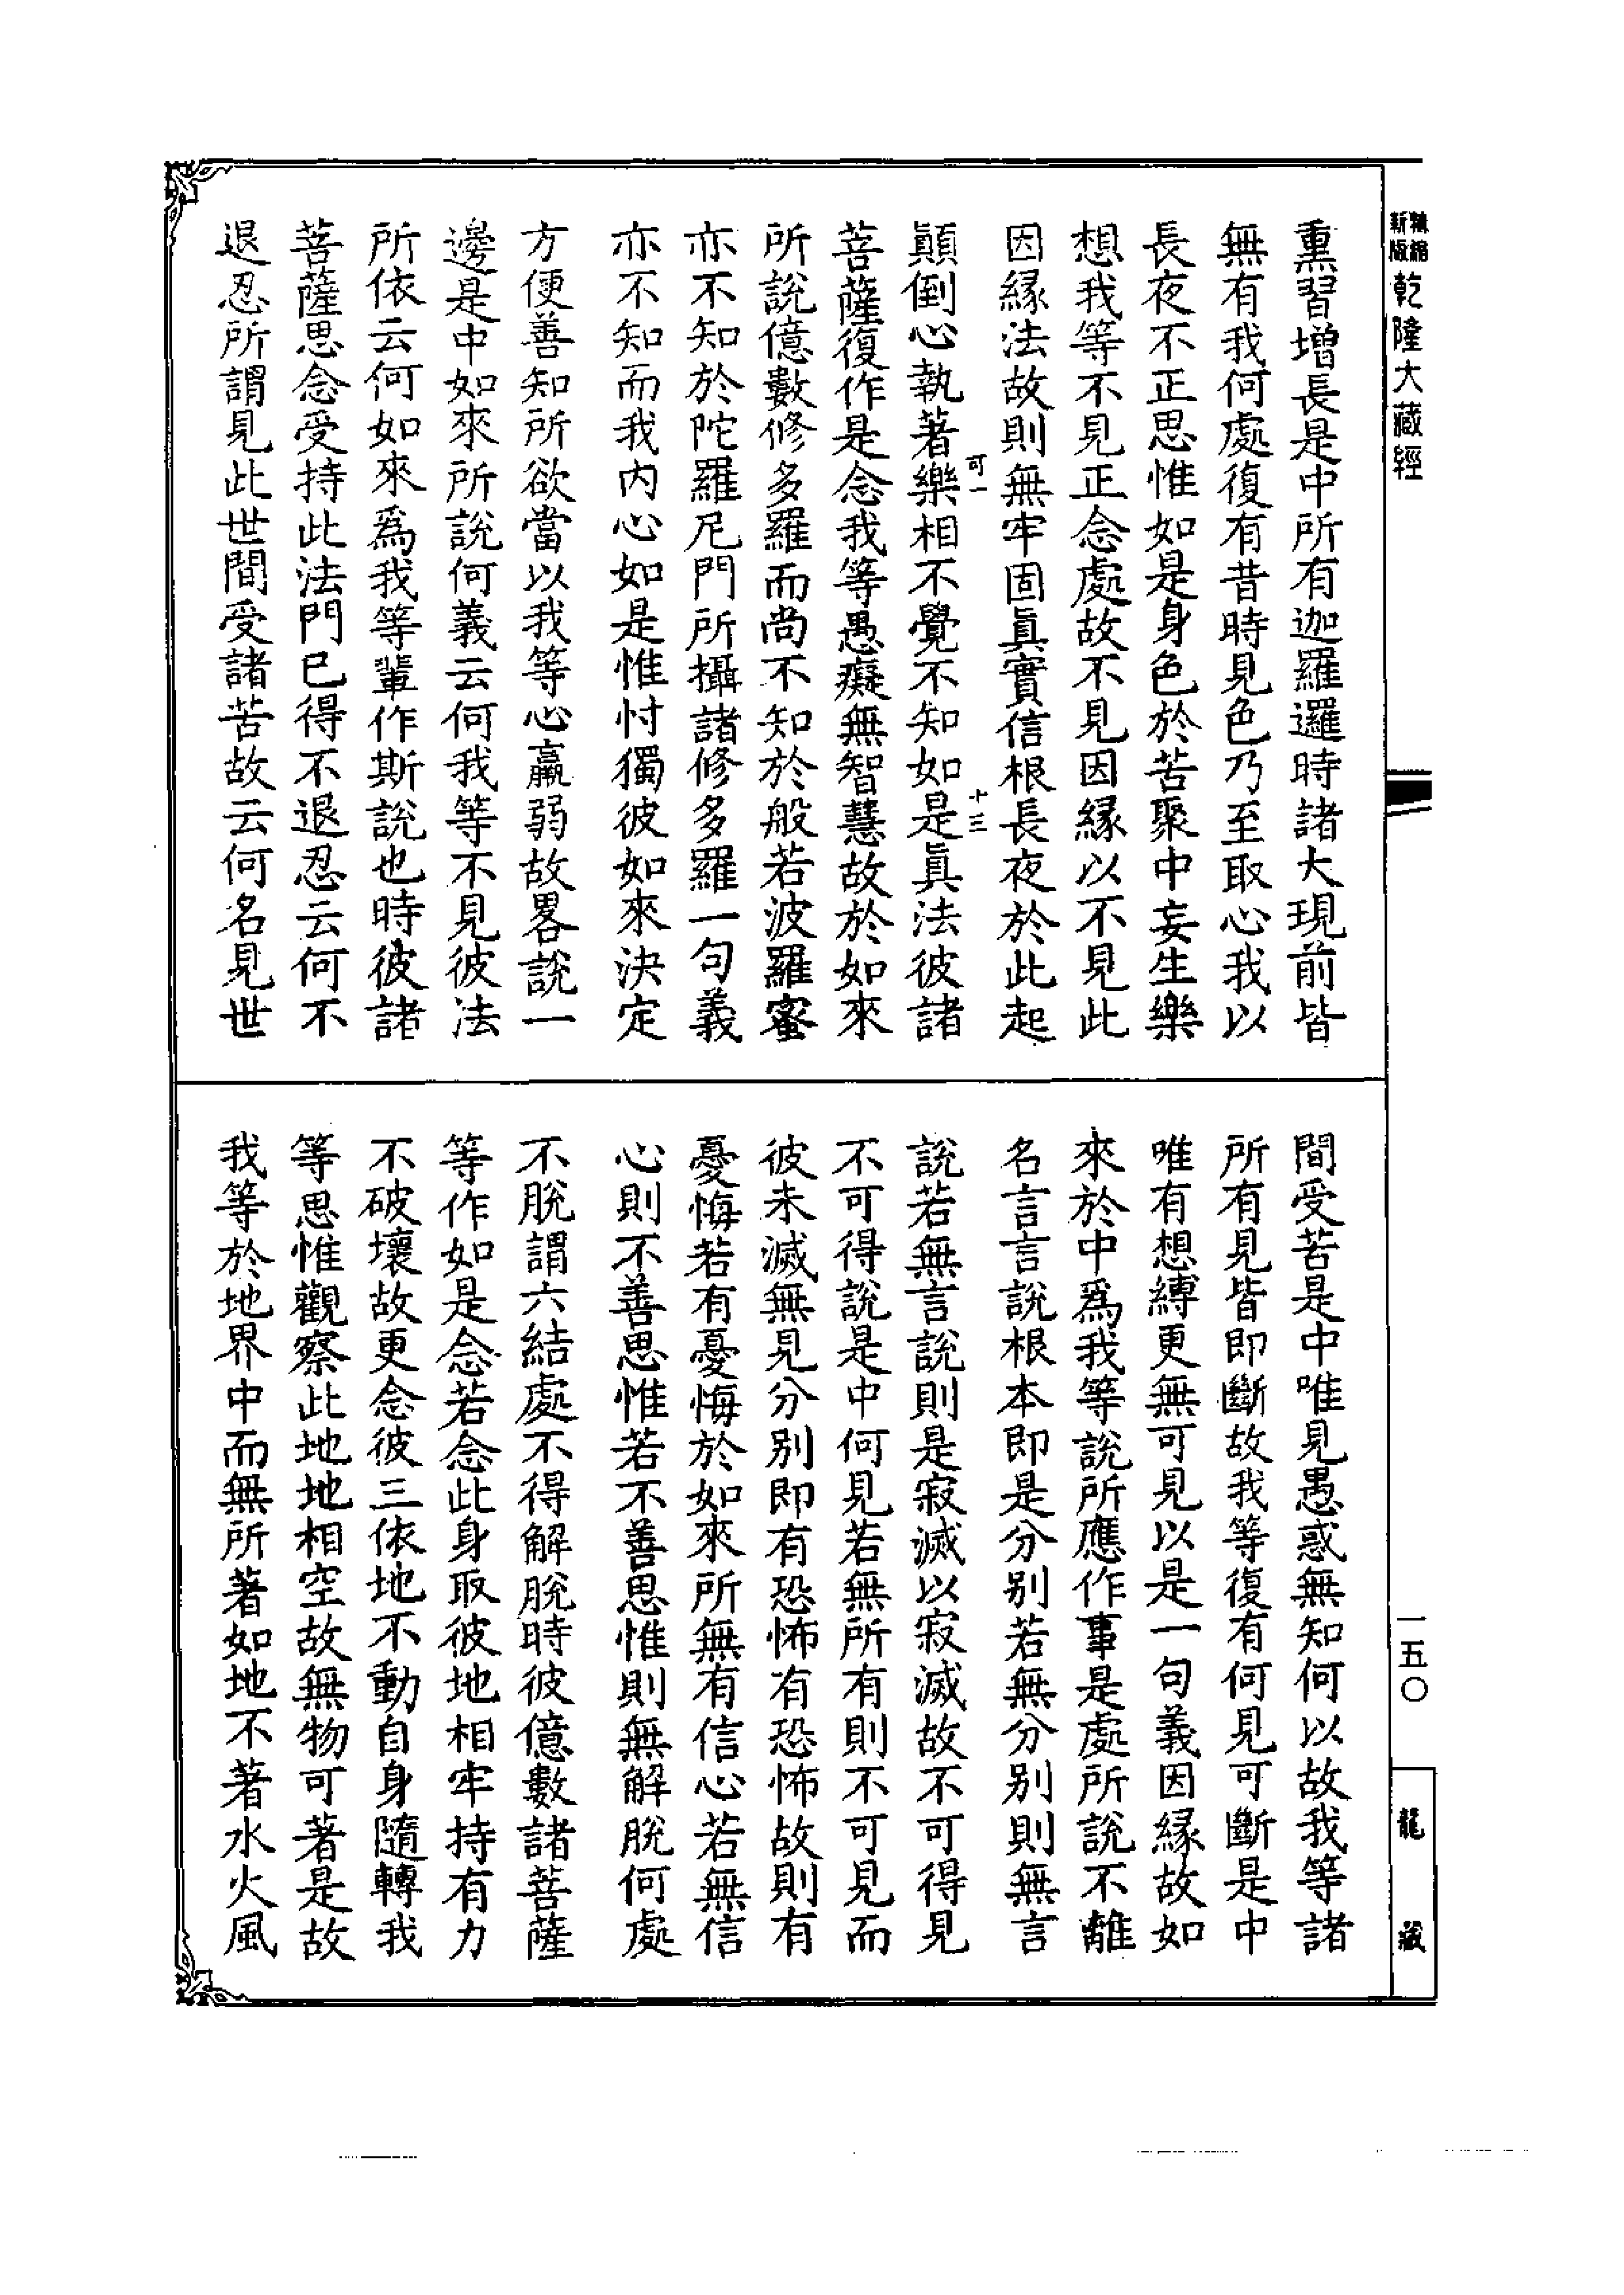 新版
乾隆大藏經
熏習增長是中所有迦羅邏時諸大現前皆
無有我何處復有昔時見色乃至取心我以
長夜不正思惟如是身色於苦聚中妄生樂
想我等不見正念處故不見因緣以不見此
因緣法故則無牢固眞實信根長夜於此起
顚倒心執著樂相不覺不知如是眞法彼諸
可一
十三
菩薩復作是念我等愚癡無智慧故於如來
所說億數修多羅而尚不知於般若波羅蜜
亦不知於陀羅尼門所攝諸修多羅一句義
亦不知而我內心如是惟忖獨彼如來決定
方便善知所欲當以我等心羸弱故畧說一
邊是中如來所說何義云何我等不見彼法
所依云何如來爲我等輩作斯說也時彼諸
菩薩思念受持此法門已得不退忍云何不
退忍所謂見此世間受諸苦故云何名見世
間受苦是中唯見愚惑無知何以故我等諸
所有見皆即斷故我等復有何見可斷是中
唯有想縛更無可見以是一句義因緣故如
來於中爲我等說所應作事是處所說不離
名言言說根本即是分別若無分別則無言
說若無言說則是寂滅以寂滅故不可得見
不可得說是中何見若無所有則不可見而
彼未滅無見分別即有恐怖有恐怖故則有
憂悔若有憂悔於如來所無有信心若無信
心則不善思惟若不善思惟則無解脫何處
不脫謂六結處不得解脫時彼億數諸菩薩
等作如是念若念此身取彼地相牢持有力
不破壞故更念彼三依地不動自身隨轉我
等思惟觀察此地地相空故無物可著是故
我等於地界中而無所著如地不著水火風
一五〇
龍藏